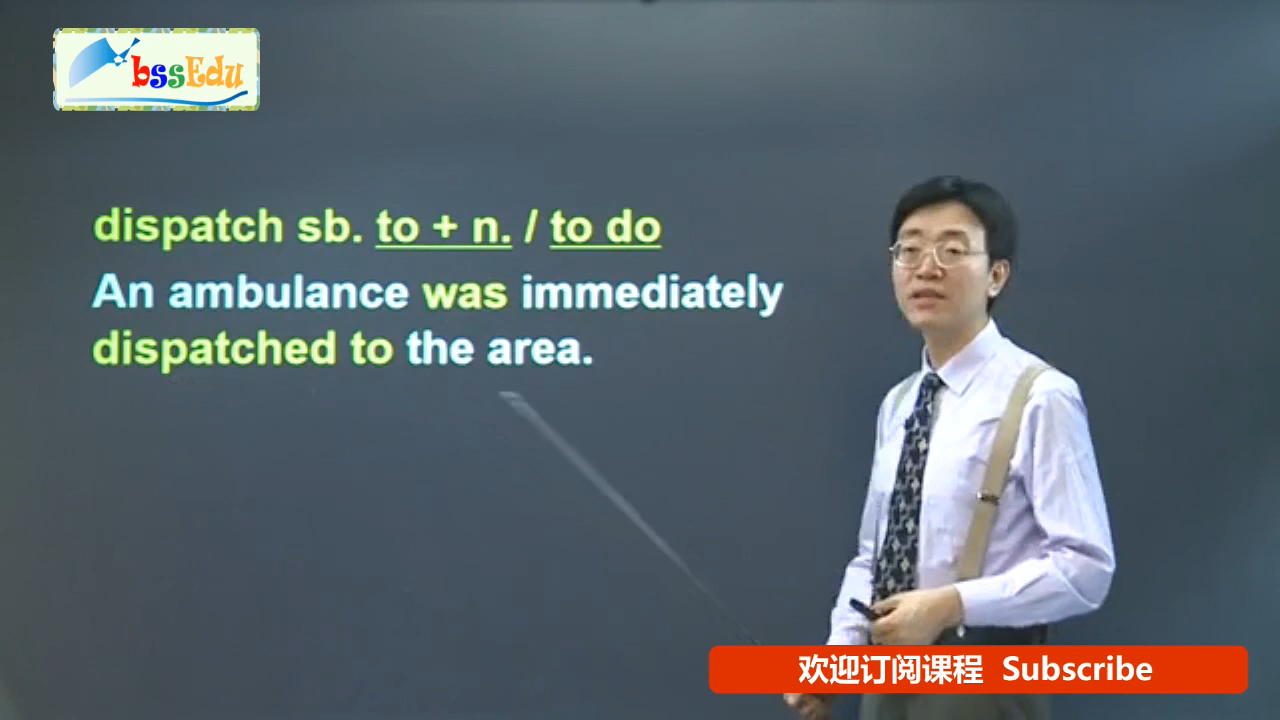 bssEdu
dispatch sb. to + n. / to do
An ambulance was immediately
dispatched to the area.
欢迎订阅课程 Subscribe